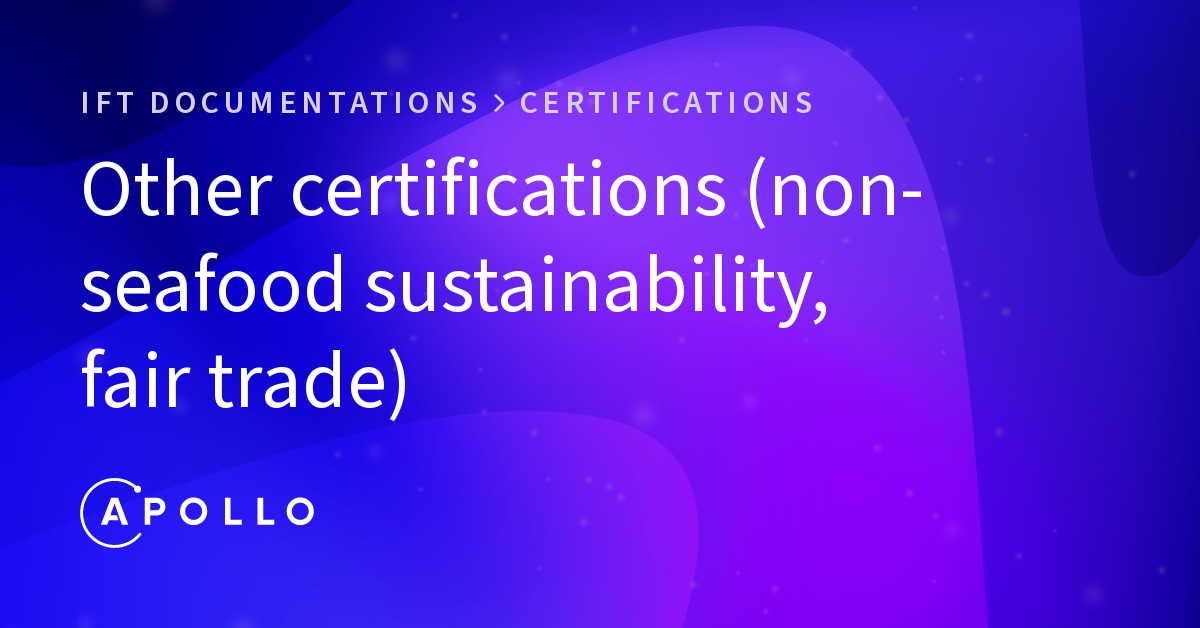 IFT DOCUMENTATIONS > CERTIFICATIONS
Other certifications (non-
seafood sustainability,
fair trade)
APOLLO